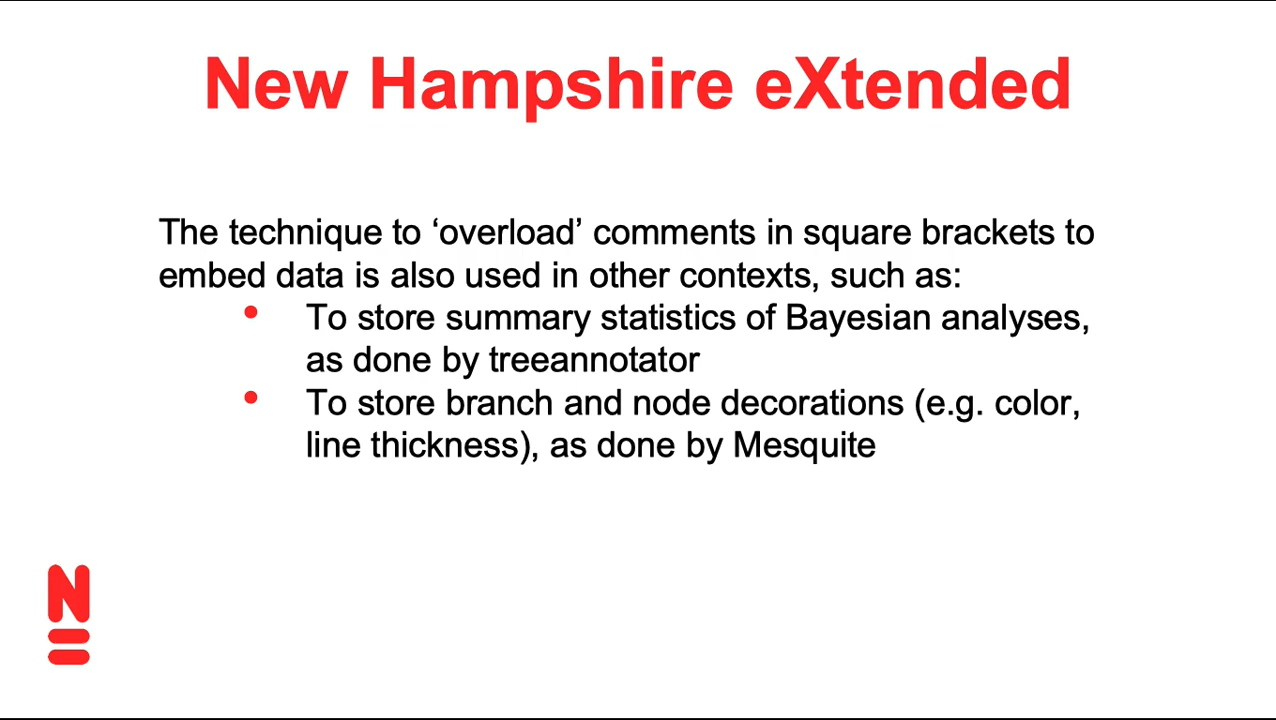 New Hampshire eXtended
The technique to ‘overload’ comments in square brackets to
embed data is also used in other contexts, such as:
• To store summary statistics of Bayesian analyses,
as done by treeannotator
• To store branch and node decorations (e.g. color,
line thickness), as done by Mesquite
N